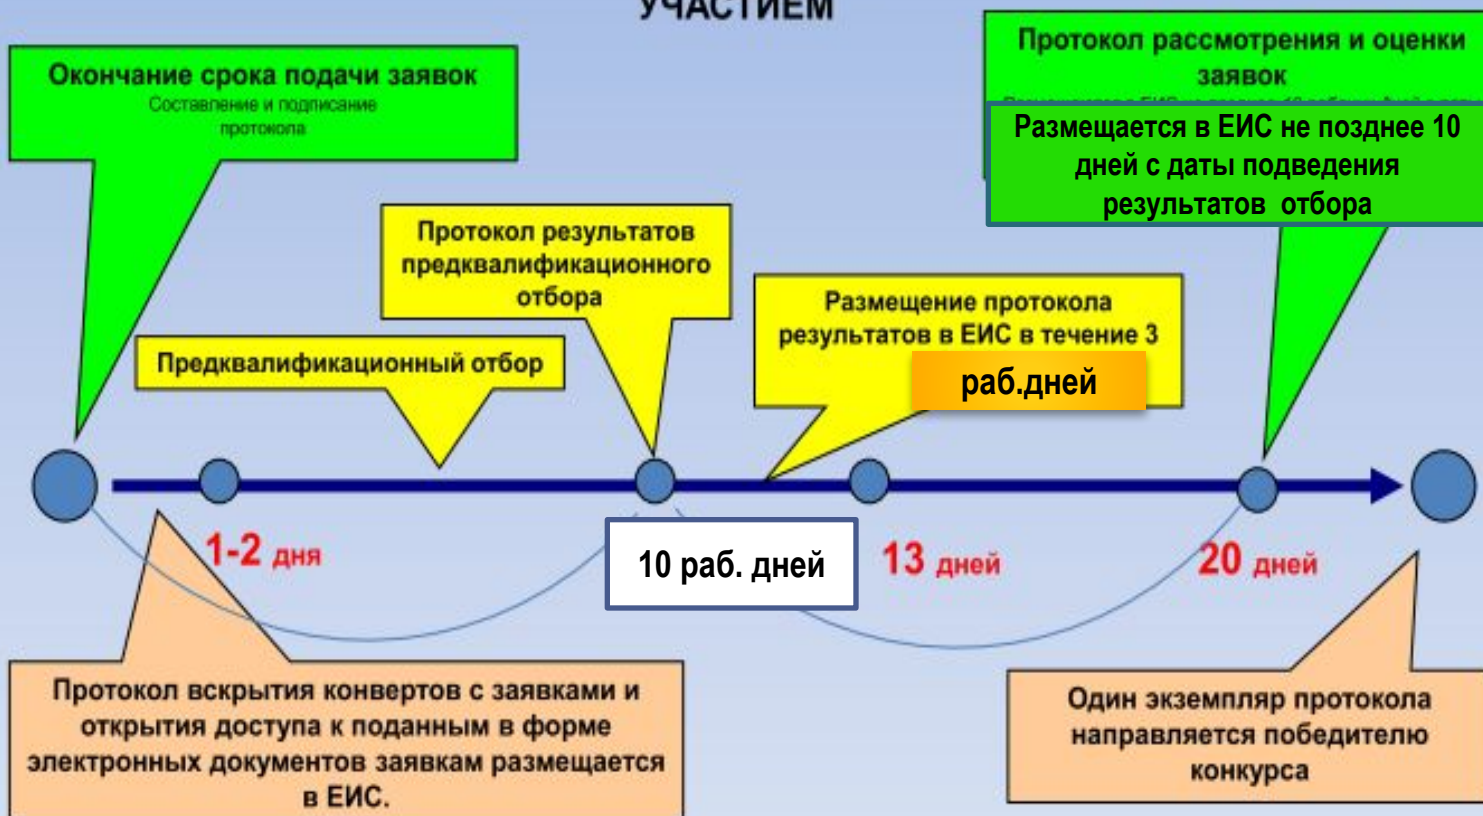 УЧАСТИЕМ
Окончание срока подачи заявок
Составление и подписание
протокола
Протокол рассмотрения и оценки
заявок
Размещается в ЕИС не позднее 10
дней с даты подведения
результатов отбора
Протокол результатов
предквалификационного
отбора
Размещение протокола
результатов в ЕИС в течение 3
раб.дней
Предквалификационный отбор
1-2 дня
10 раб. дней
13 дней
20 дней
Протокол вскрытия конвертов с заявками и
открытия доступа к поданным в форме
электронных документов заявкам размещается
в ЕИС.
Один экземпляр протокола
направляется победителю
конкурса